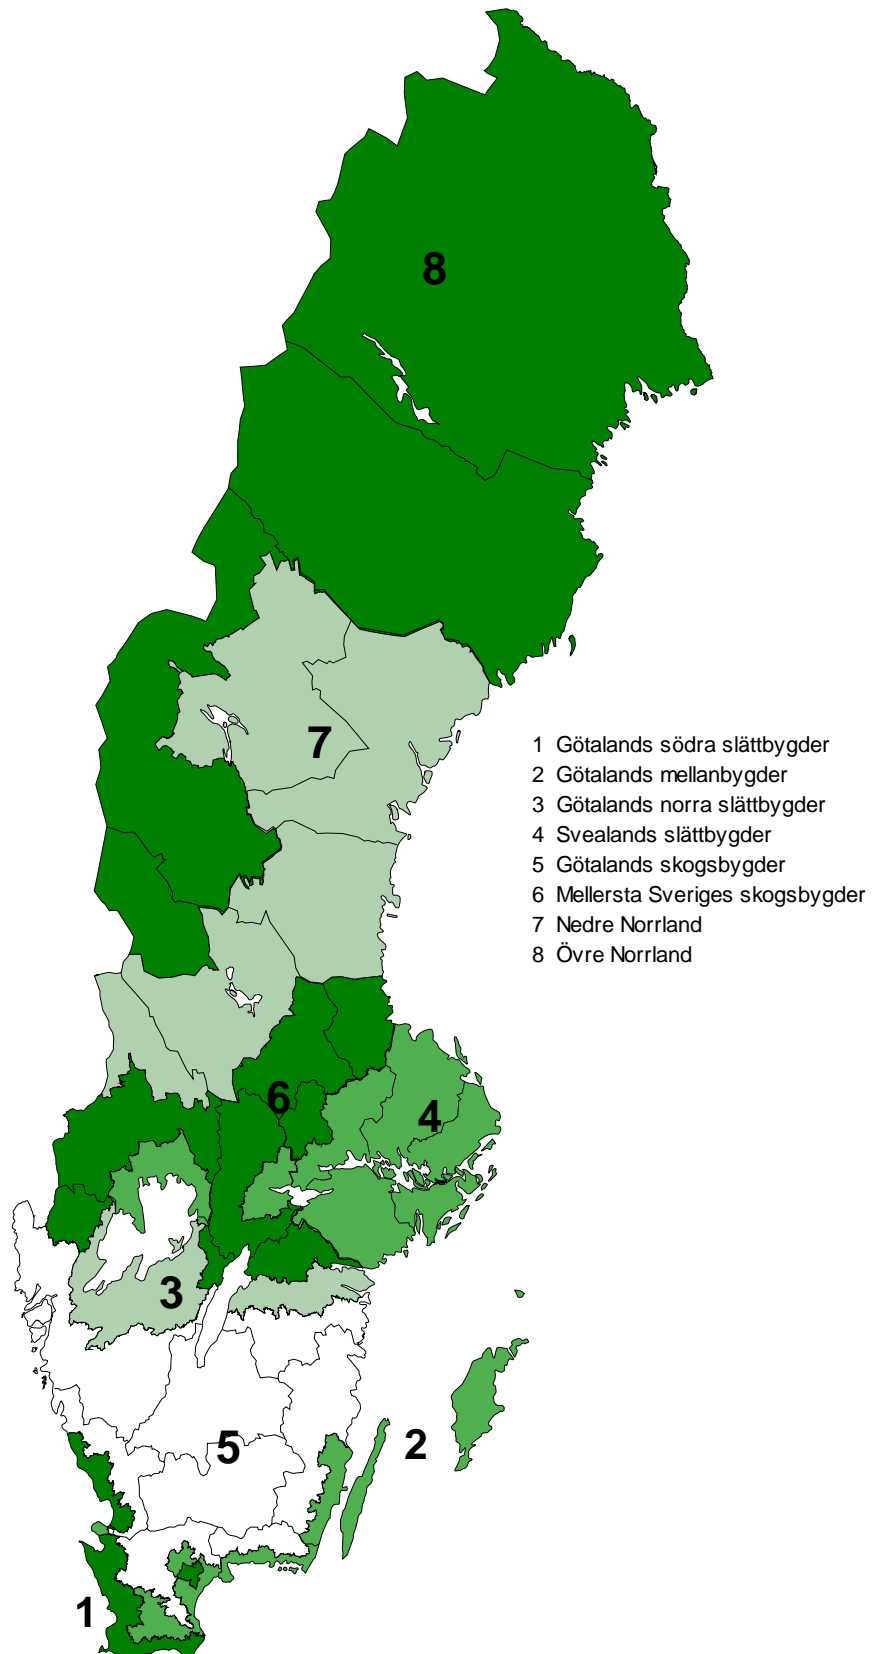 8
7
1 Götalands södra slättbygder
2 Götalands mellanbygder
3 Götalands norra slättbygder
4 Svealands slättbygder
5 Götalands skogsbygder
6 Mellersta Sveriges skogsbygder
7 Nedre Norrland
8 Övre Norrland
6
4
3
2
5
1